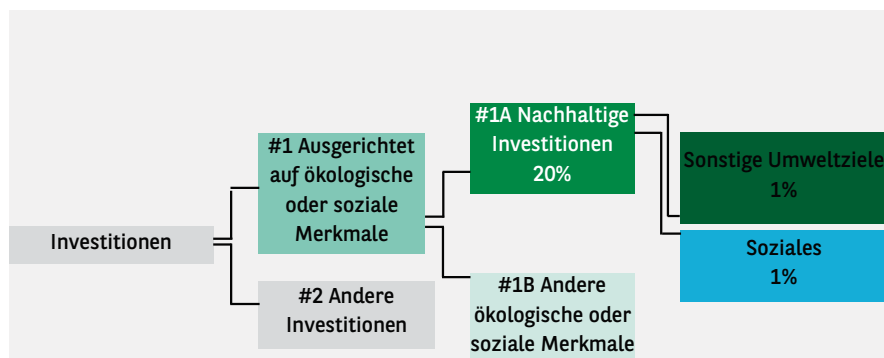 Investitionen
#1 Ausgerichtet
auf ökologische
oder soziale
Merkmale
#2 Andere
Investitionen
#1A Nachhaltige
Investitionen
20%
#1B Andere
ökologische oder
soziale Merkmale
Sonstige Umweltziele
1%
Soziales
1%